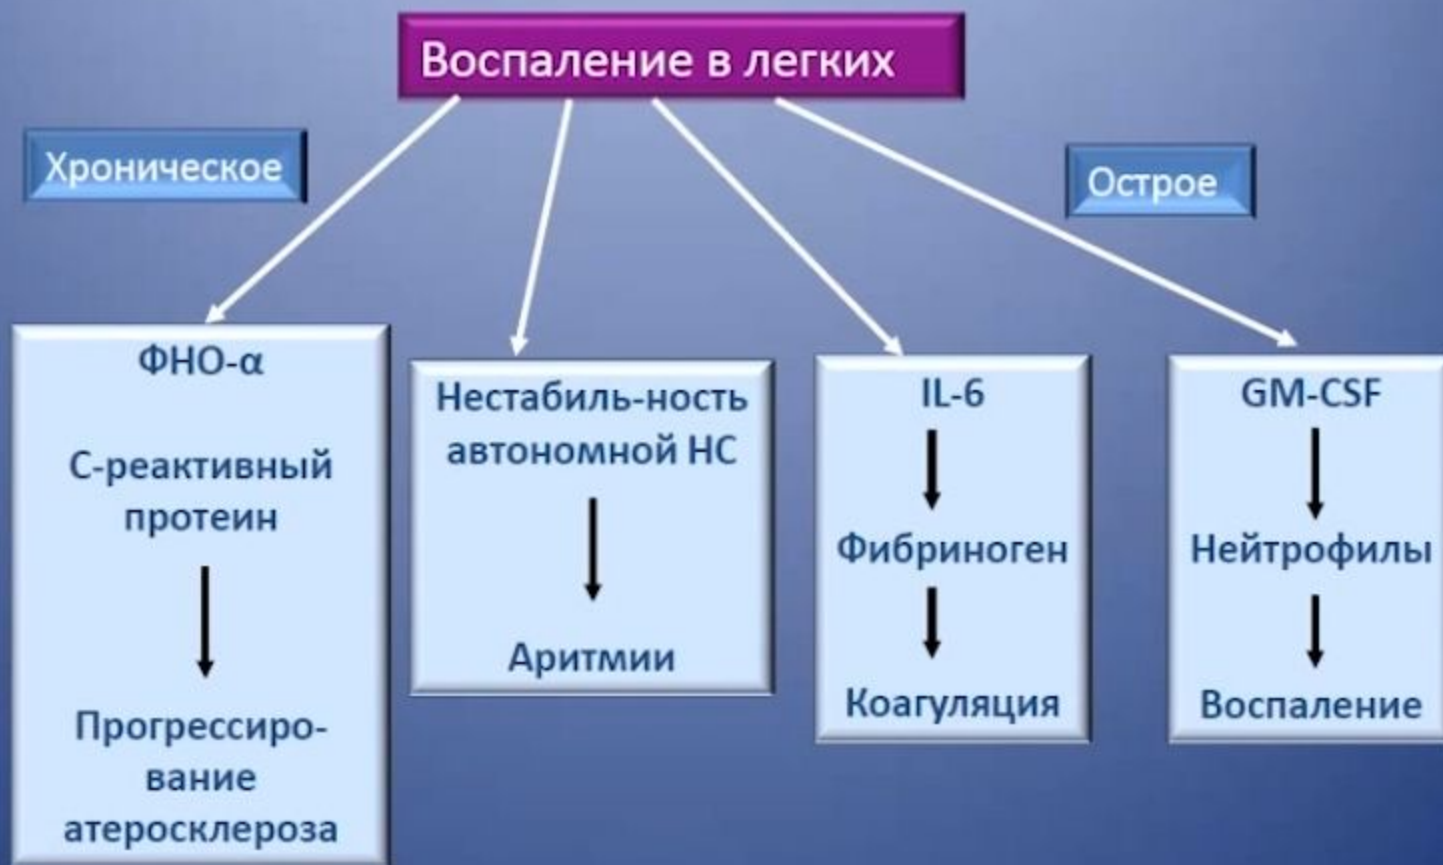 Воспаление в легких
Хроническое
Острое
ФНО-α
С-реактивный
протеин
Прогрессиро-
вание
атеросклероза
Нестабиль-ность
автономной НС
Аритмии
IL-6
Фибриноген
Коагуляция
GM-CSF
Нейтрофилы
Воспаление